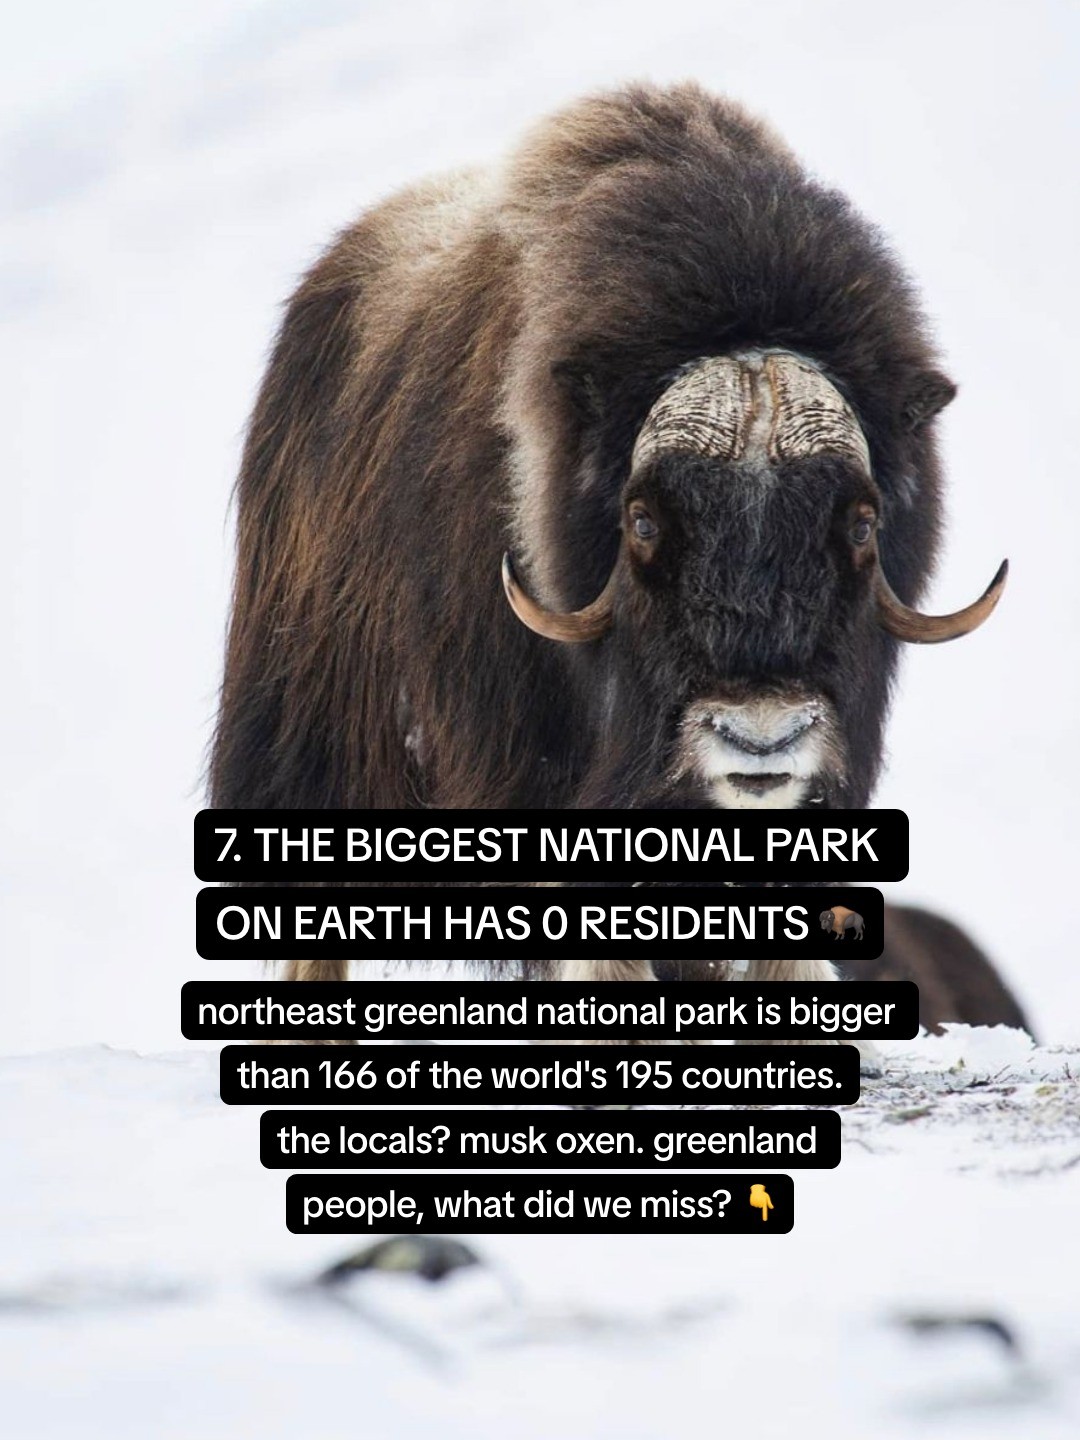 7. THE BIGGEST NATIONAL PARK
ON EARTH HAS 0 RESIDENTS 🦬
northeast greenland national park is bigger
than 166 of the world's 195 countries.
the locals? musk oxen. greenland
people, what did we miss? 👇